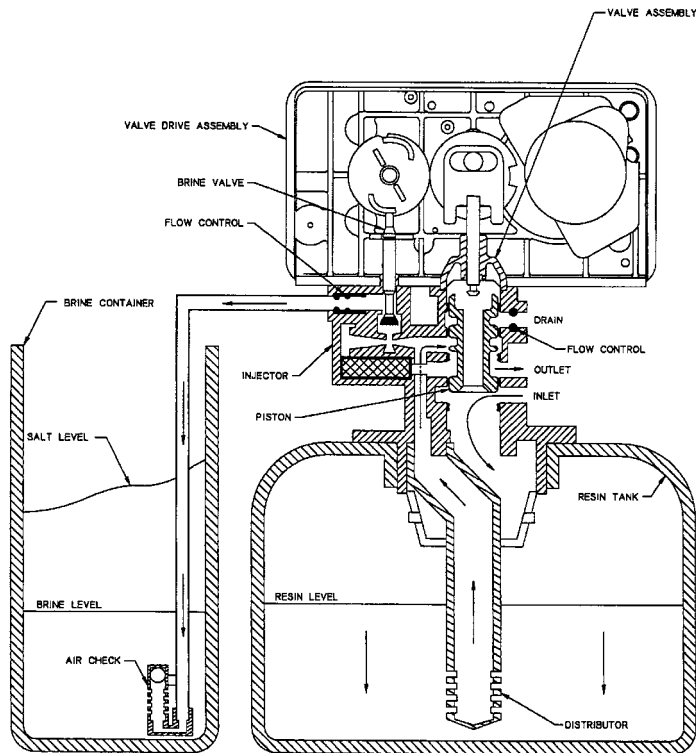 VALVE ASSEMBLY
VALVE DRIVE ASSEMBLY
BRINE VALVE
FLOW CONTROL
BRINE CONTAINER
DRAIN
FLOW CONTROL
INJECTOR
OUTLET
INLET
PISTON
SALT LEVEL
RESIN TANK
BRINE LEVEL
RESIN LEVEL
AIR CHECK
DISTRIBUTOR